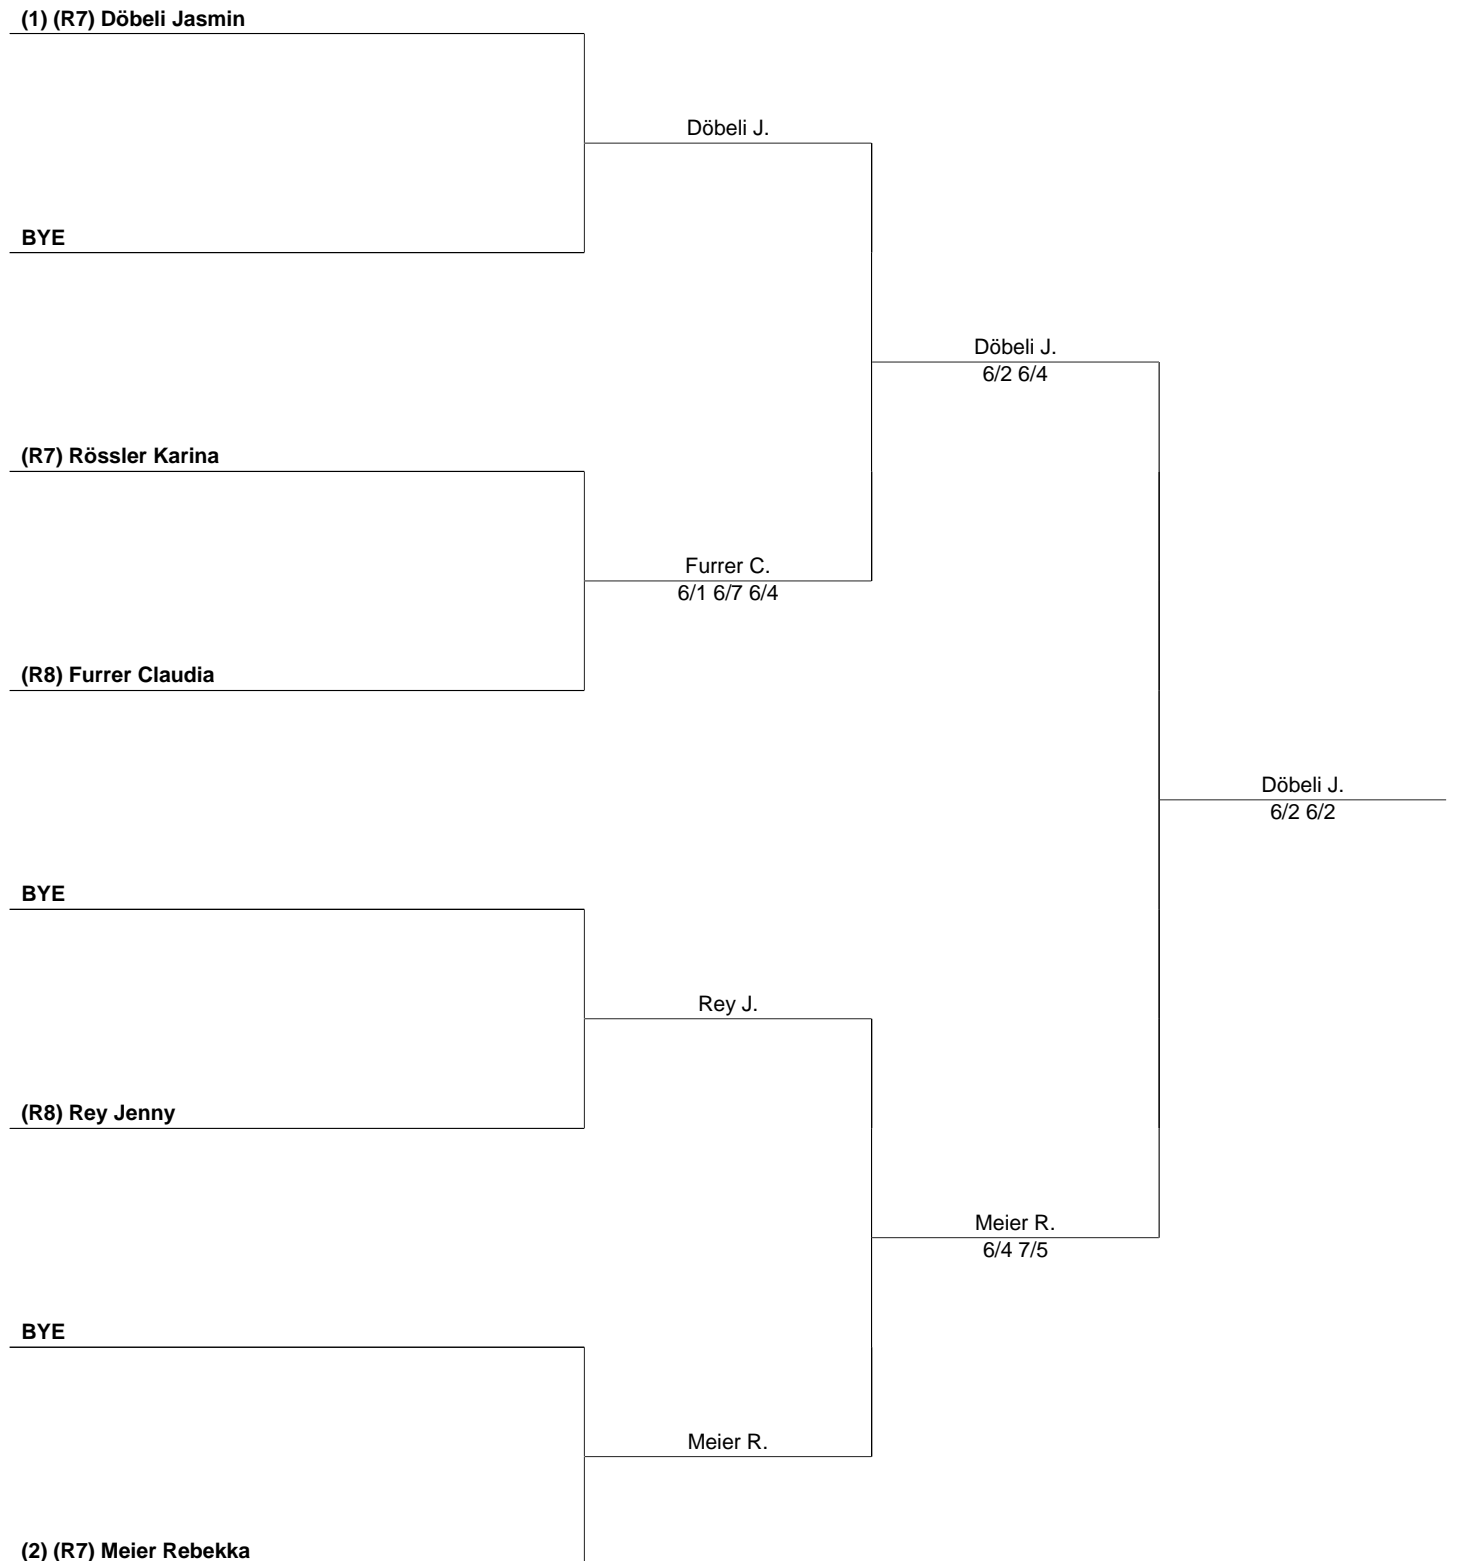 (1) (R7) Döbeli Jasmin
Döbeli J.
BYE
Döbeli J.
6/2 6/4
(R7) Rössler Karina
Furrer C.
6/1 6/7 6/4
(R8) Furrer Claudia
Döbeli J.
6/2 6/2
BYE
Rey J.
(R8) Rey Jenny
Meier R.
6/4 7/5
BYE
Meier R.
(2) (R7) Meier Rebekka